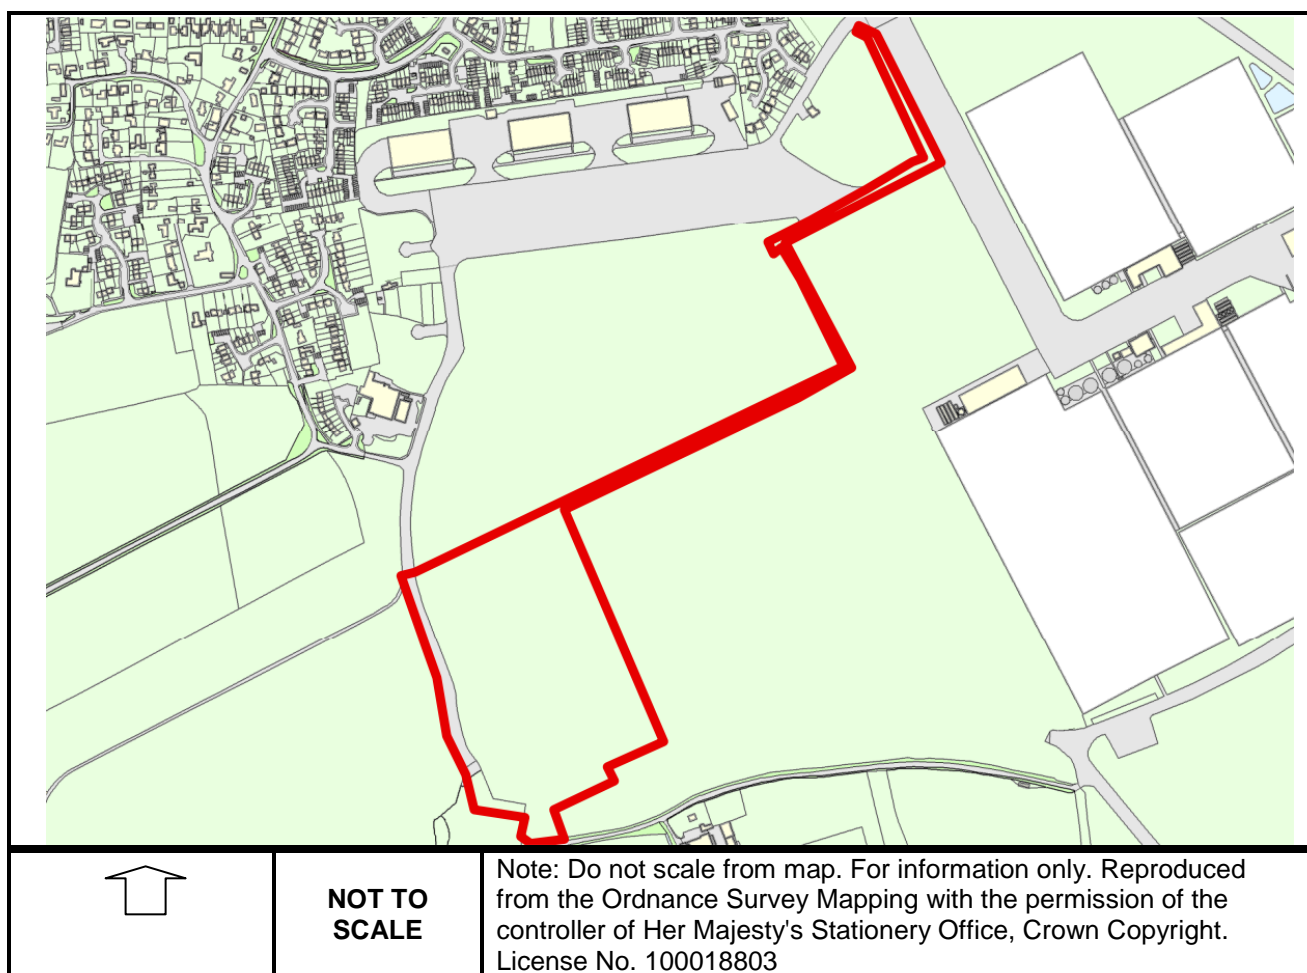 NOT TO
SCALE
Note: Do not scale from map. For information only. Reproduced
from the Ordnance Survey Mapping with the permission of the
controller of Her Majesty's Stationery Office, Crown Copyright.
License No. 100018803